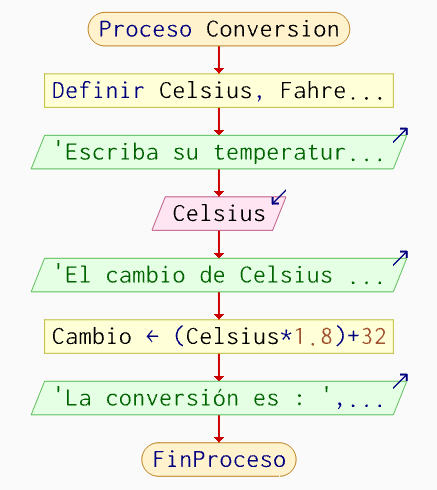 Proceso Conversion
Definir Celsius, Fahre...
'Escriba su temperatur...
Celsius
'El cambio de Celsius ...
Cambio ← (Celsius*1.8)+32
'La conversión es : ',...
FinProceso